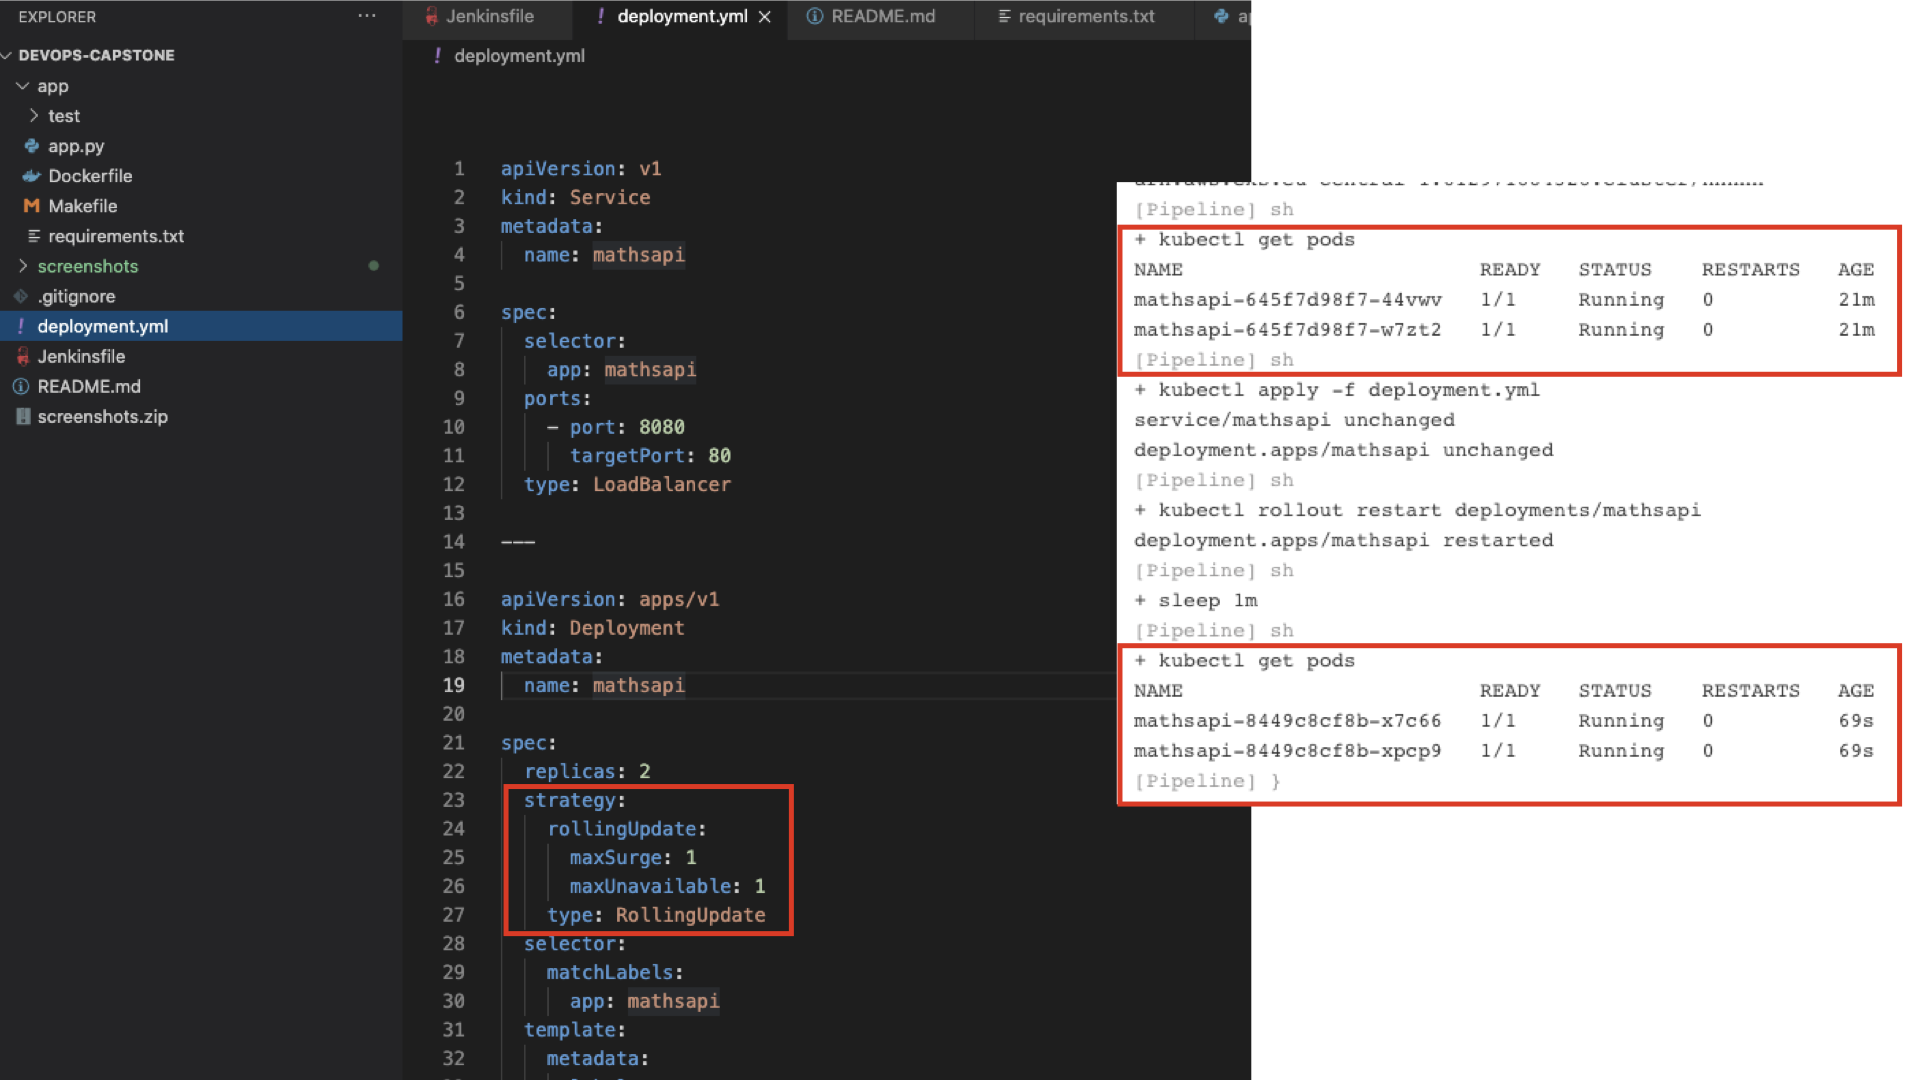 EXPLORER
DEVOPS-CAPSTONE
app
test
app.py
Dockerfile
Makefile
requirements.txt
screenshots
.gitignore
deployment.yml
Jenkinsfile
README.md
screenshots.zip
Jenkinsfile
! deployment.yml
README.md
requirements.txt
! deployment.yml
1 apiVersion: v1
2 kind: Service
3 metadata:
4 name: mathsapi
5
6 spec:
7 selector:
8 app: mathsapi
9 ports:
10 - port: 8080
11 targetPort: 80
12 type: LoadBalancer
13
14 ---
15
16 apiVersion: apps/v1
17 kind: Deployment
18 metadata:
19 name: mathsapi
20
21 spec:
22 replicas: 2
23 strategy:
24 rollingUpdate:
25 maxSurge: 1
26 maxUnavailable: 1
27 type: RollingUpdate
28 selector:
29 matchLabels:
30 app: mathsapi
31 template:
32 metadata:
[Pipeline] sh
+ kubectl get pods
NAME READY STATUS RESTARTS AGE
mathsapi-645f7d98f7-44vwv 1/1 Running 0 21m
mathsapi-645f7d98f7-w7zt2 1/1 Running 0 21m
[Pipeline] sh
+ kubectl apply -f deployment.yml
service/mathsapi unchanged
deployment.apps/mathsapi unchanged
[Pipeline] sh
+ kubectl rollout restart deployments/mathsapi
deployment.apps/mathsapi restarted
[Pipeline] sh
+ sleep 1m
[Pipeline] sh
+ kubectl get pods
NAME READY STATUS RESTARTS AGE
mathsapi-8449c8cf8b-x7c66 1/1 Running 0 69s
mathsapi-8449c8cf8b-xpcp9 1/1 Running 0 69s
[Pipeline] }